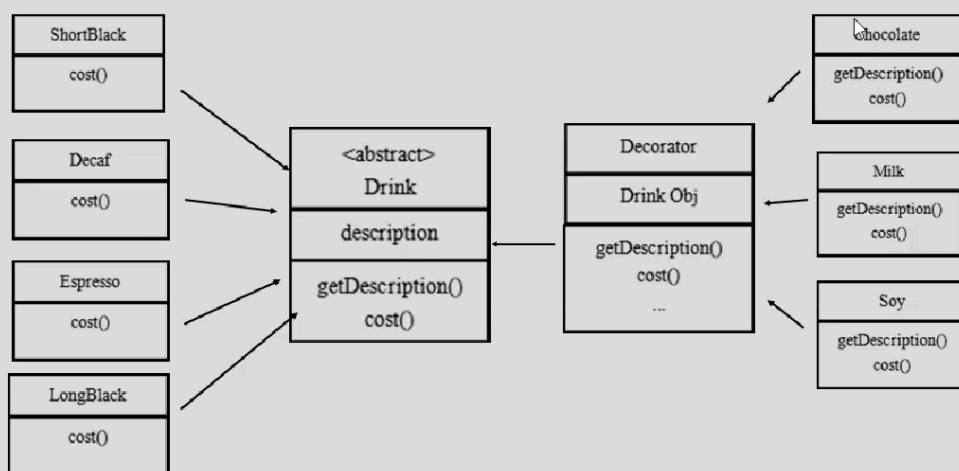 ShortBlack
cost()
Decaf
cost()
Espresso
cost()
LongBlack
cost()
<abstract>
Drink
description
getDescription()
cost()
Decorator
Drink Obj
getDescription()
cost()
...
Chocolate
getDescription()
cost()
Milk
getDescription()
cost()
Soy
getDescription()
cost()